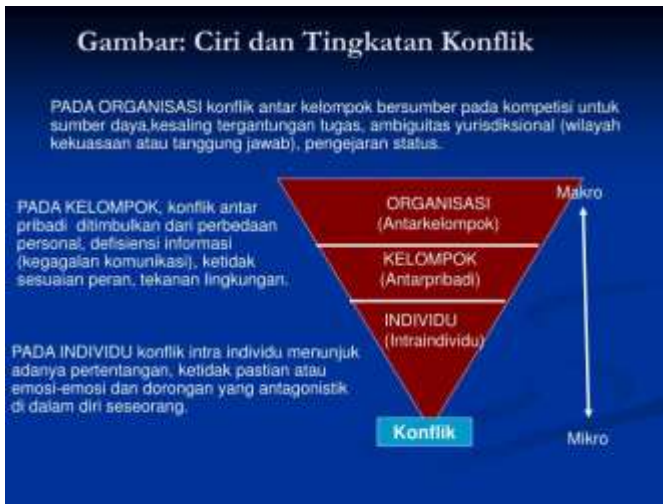 Gambar: Ciri dan Tingkatan Konflik
PADA ORGANISASI konflik antar kelompok bersumber pada kompetisi untuk
sumber daya,kesaling tergantungan tugas, ambiguitas yurisdiksional (wilayah
kekuasaan atau tanggung jawab), pengejaran status.
Makro
ORGANISASI
(Antarkelompok)
PADA KELOMPOK, konflik antar
pribadi ditimbulkan dari perbedaan
personal, defisiensi informasi
(kegagalan komunikasi), ketidak
sesuaian peran, tekanan lingkungan.
KELOMPOK
(Antarpribadi)
INDIVIDU
(Intraindividu)
PADA INDIVIDU konflik intra individu menunjuk
adanya pertentangan, ketidak pastian atau
emosi-emosi dan dorongan yang antagonistik
di dalam diri seseorang.
Konflik
Mikro